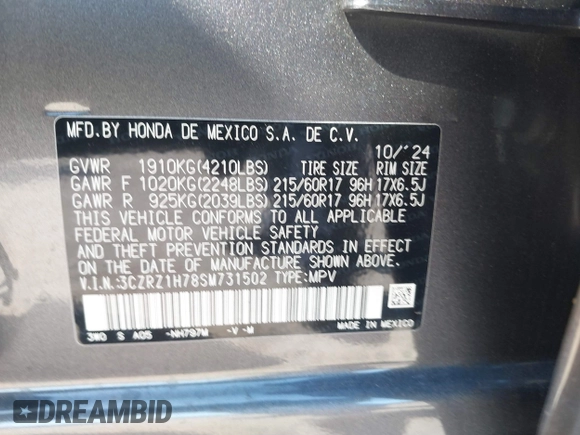 MFD.BY HONDA DE MEXICO S.A. DE C.V.
10/'24
GVWR 1910KG(4210LBS) TIRE SIZE RIM SIZE
GAWR F 1020KG(2248LBS) 215/60R17 96H 17X6.5J
GAWR R 925KG(2039LBS) 215/60R17 96H 17X6.5J
THIS VEHICLE CONFORMS TO ALL APPLICABLE
FEDERAL MOTOR VEHICLE SAFETY
AND THEFT PREVENTION STANDARDS IN EFFECT
ON THE DATE OF MANUFACTURE SHOWN ABOVE.
V.I.N.:3CZRZ1H78SM731502 TYPE:MPV
3W0 S A05 -NH797M -V -M
MADE IN MEXICO
DREAMBID